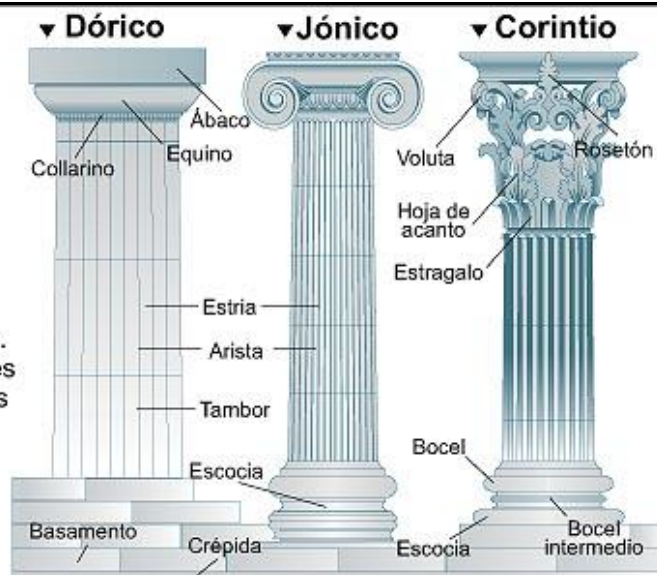 ▼ Dórico
▼Jónico
▼ Corintio
Ábaco
Equino
Collarino
Voluta
Rosetón
Hoja de
acanto
Estragalo
Estria
Arista
Tambor
.
es
s
Escocia
Bocel
Basamento
Crépida
Escocia
Bocel
intermedio